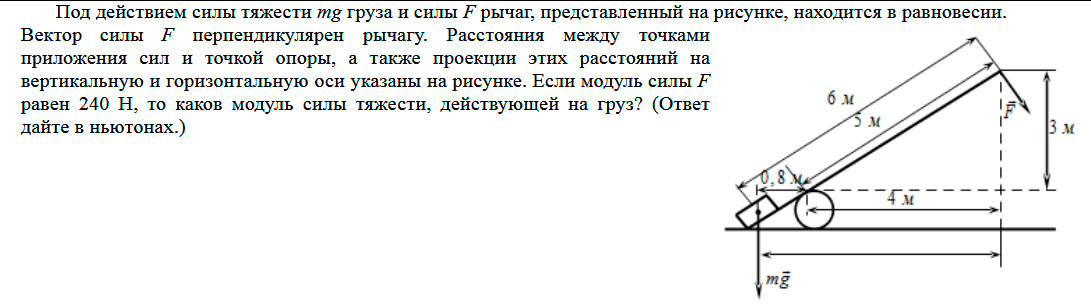 Под действием силы тяжести mg груза и силы F рычаг, представленный на рисунке, находится в равновесии.
Вектор силы F перпендикулярен рычагу. Расстояния между точками
приложения сил и точкой опоры, а также проекции этих расстояний на
вертикальную и горизонтальную оси указаны на рисунке. Если модуль силы F
равен 240 Н, то каков модуль силы тяжести, действующей на груз? (Ответ
дайте в ньютонах.)
6 м
5 м
F
3 м
0,8 м
4 м
mg